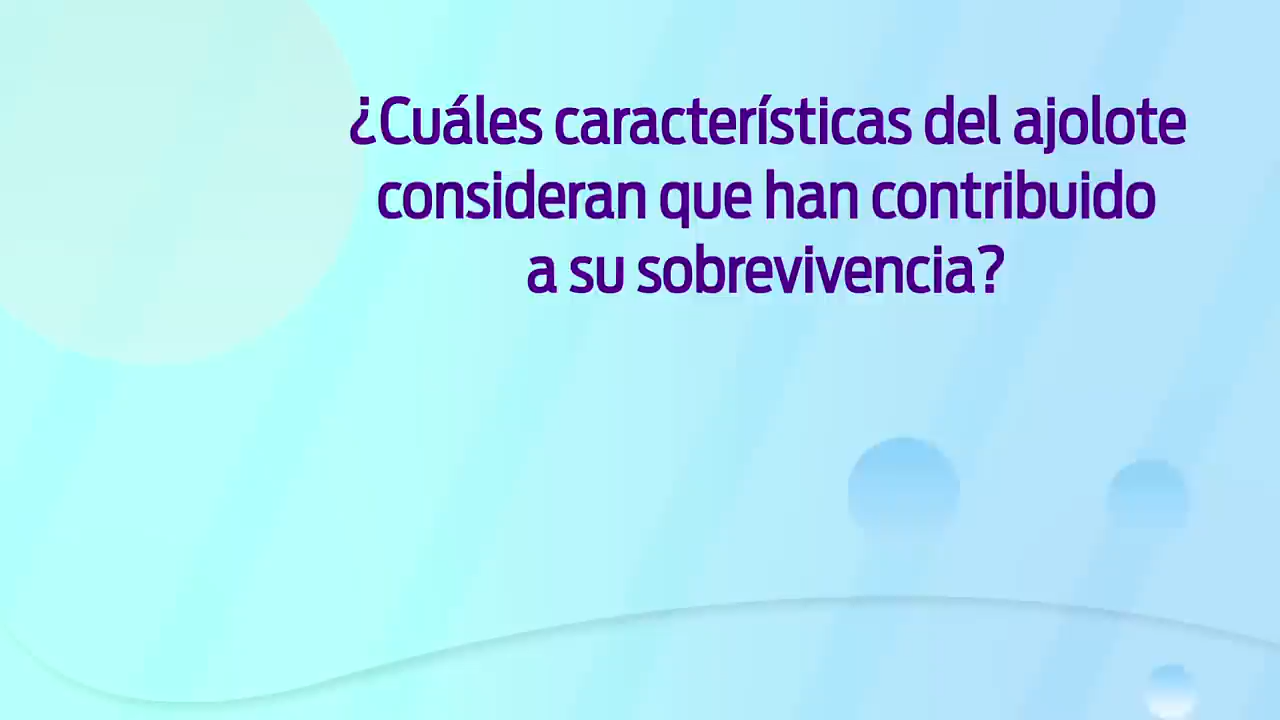 ¿Cuáles características del ajolote
consideran que han contribuido
a su sobrevivencia?